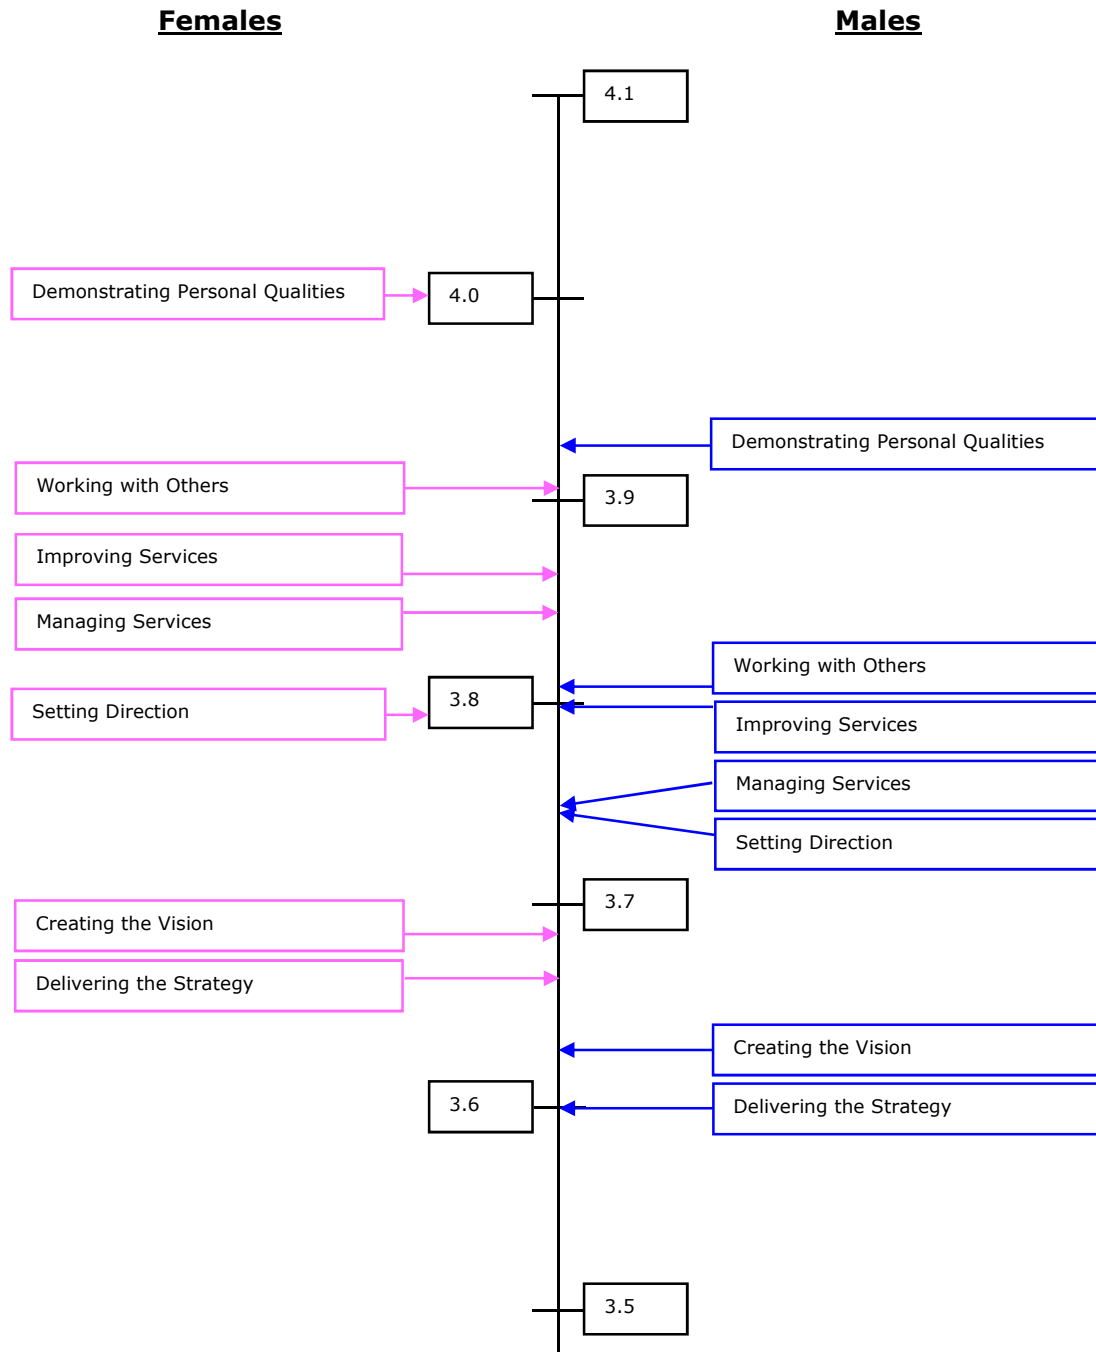 Females
Males
4.1
Demonstrating Personal Qualities
4.0
Demonstrating Personal Qualities
Working with Others
3.9
Improving Services
Managing Services
Working with Others
3.8
Setting Direction
Improving Services
Managing Services
Setting Direction
3.7
Creating the Vision
Delivering the Strategy
Creating the Vision
3.6
Delivering the Strategy
3.5